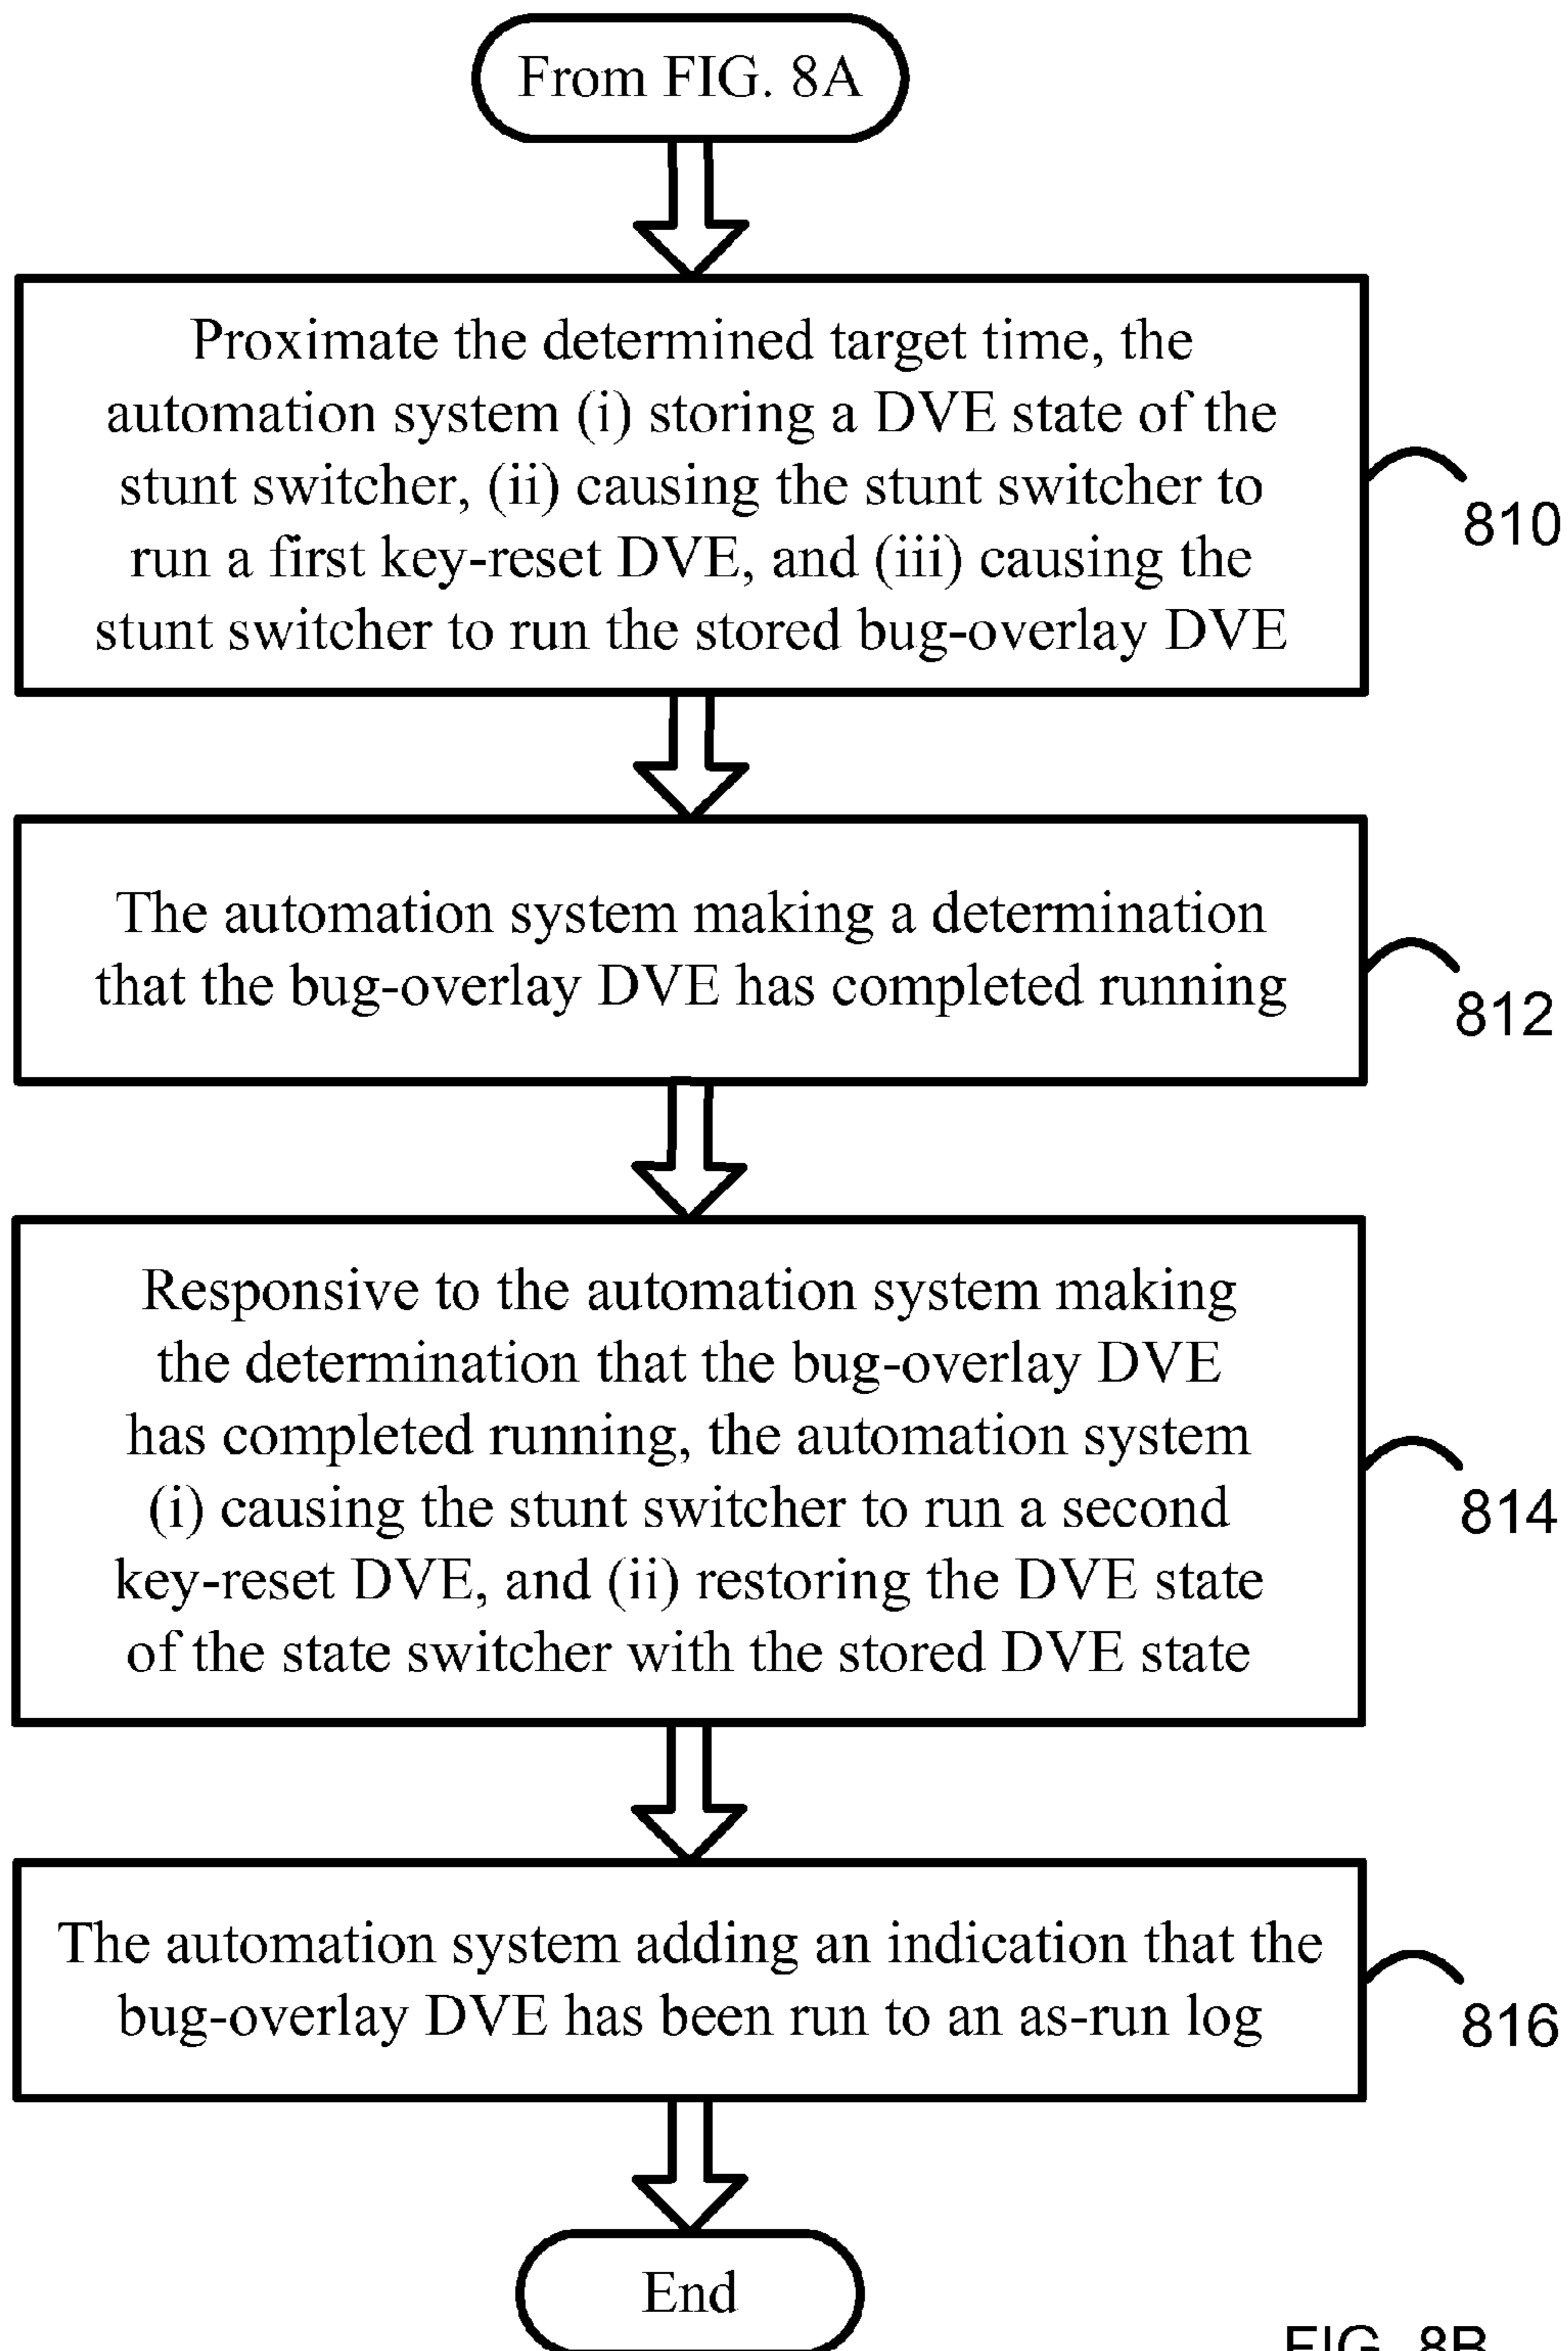 From FIG. 8A
Proximate the determined target time, the
automation system (i) storing a DVE state of the
stunt switcher, (ii) causing the stunt switcher to
run a first key-reset DVE, and (iii) causing the
stunt switcher to run the stored bug-overlay DVE
810
The automation system making a determination
that the bug-overlay DVE has completed running
812
Responsive to the automation system making
the determination that the bug-overlay DVE
has completed running, the automation system
(i) causing the stunt switcher to run a second
key-reset DVE, and (ii) restoring the DVE state
of the state switcher with the stored DVE state
814
The automation system adding an indication that the
bug-overlay DVE has been run to an as-run log
816
End
FIG. 8B